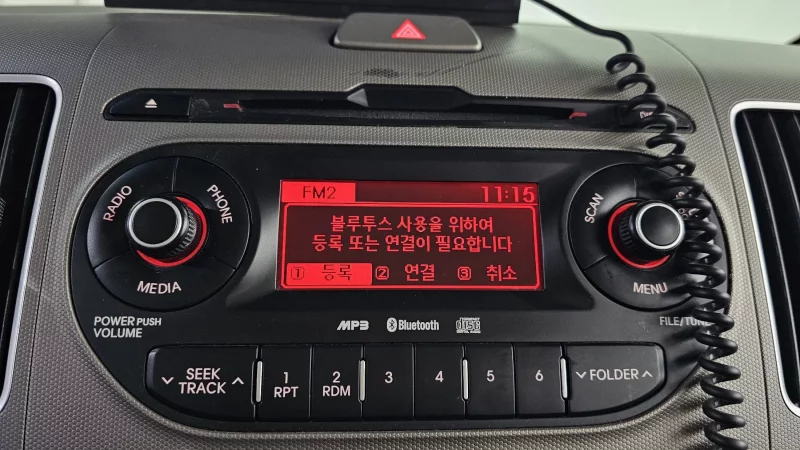 FM2 11:15
블루투스 사용을 위하여
등록 또는 연결이 필요합니다
① 등록 ② 연결 ③ 취소
RADIO
PHONE
MEDIA
SCAN
MENU
POWER PUSH
VOLUME
MP3 Bluetooth
FILE/TUNE
SEEK
TRACK
1
RPT
2
RDM
3
4
5
6
FOLDER